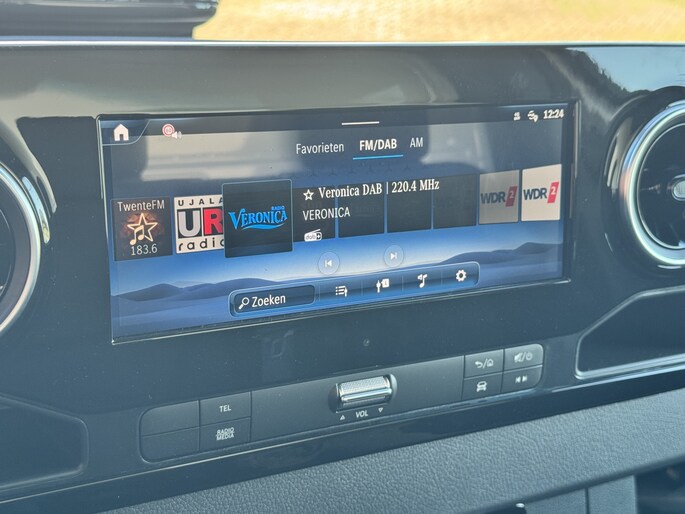 12:24
Favorieten FM/DAB AM
TwenteFM
183.6
UJALA
radio
RADIO
VERONICA
Veronica DAB | 220.4 MHz
VERONICA
WDR 2
WDR 2
Zoeken
TEL
RADIO
MEDIA
VOL